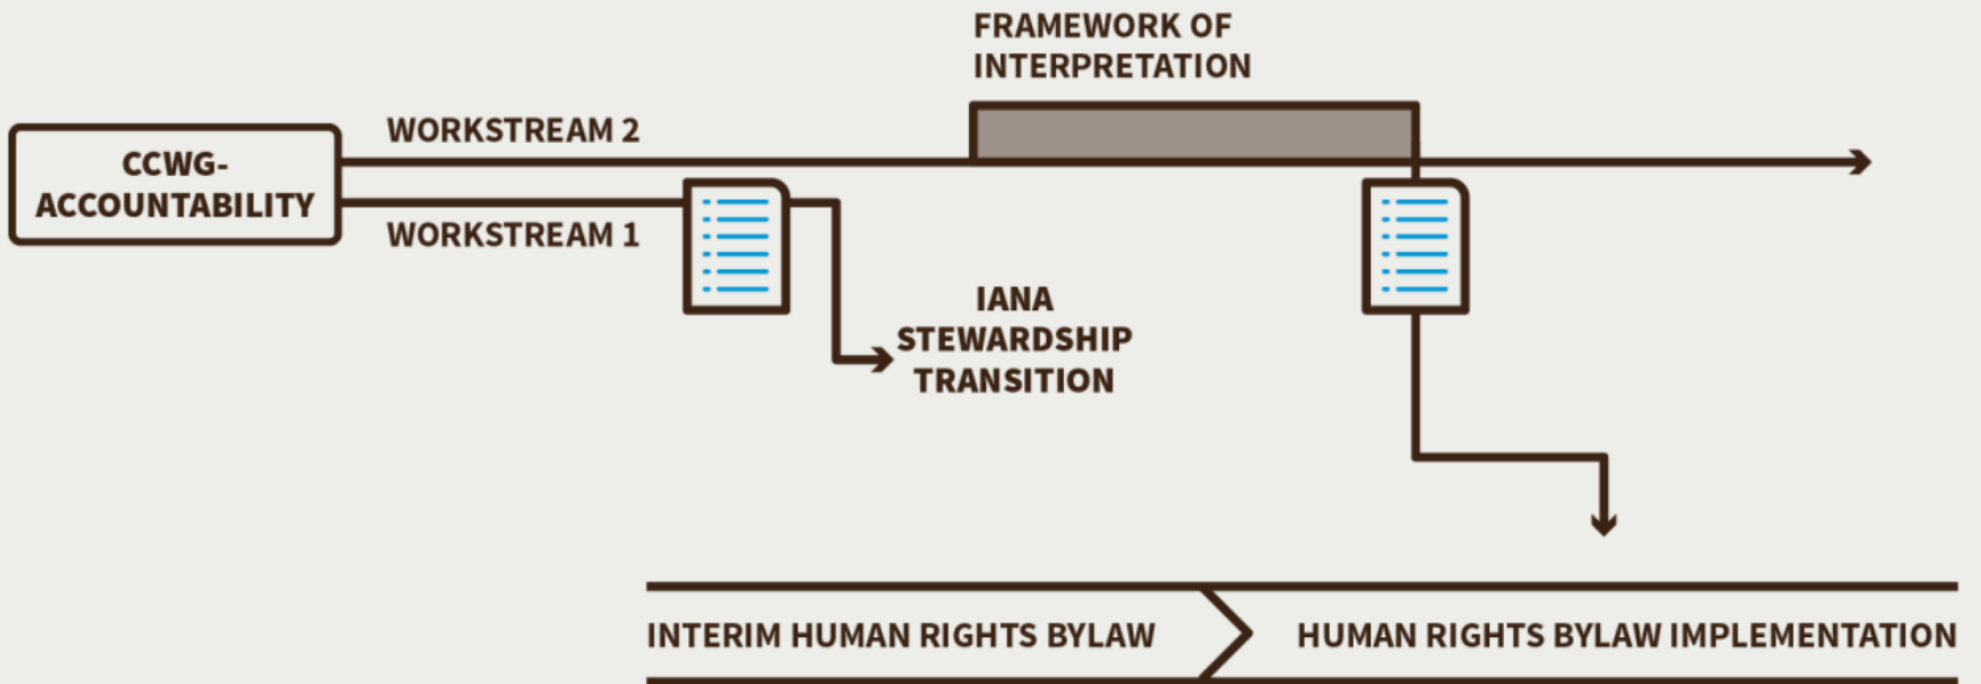 FRAMEWORK OF
INTERPRETATION
WORKSTREAM 2
CCWG-
ACCOUNTABILITY
WORKSTREAM 1
IANA
STEWARDSHIP
TRANSITION
INTERIM HUMAN RIGHTS BYLAW
HUMAN RIGHTS BYLAW IMPLEMENTATION